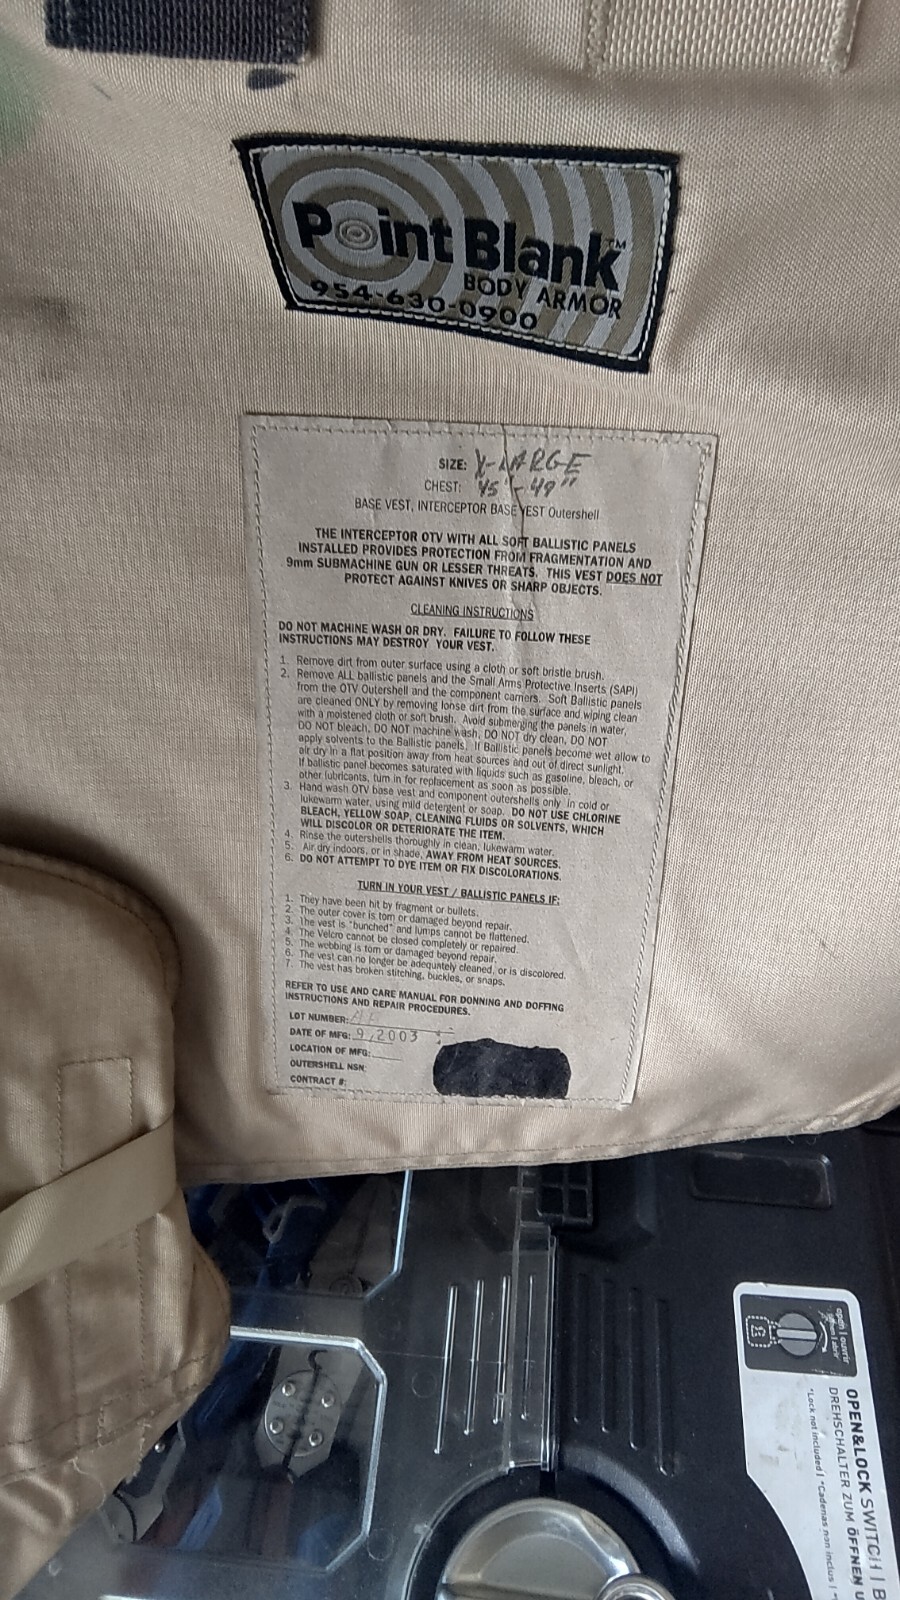 Point Blank™
BODY ARMOR
954-630-0900
SIZE: X-LARGE
CHEST: 45"-49"
BASE VEST, INTERCEPTOR BASE VEST Outershell
THE INTERCEPTOR OTV WITH ALL SOFT BALLISTIC PANELS
INSTALLED PROVIDES PROTECTION FROM FRAGMENTATION AND
9mm SUBMACHINE GUN OR LESSER THREATS. THIS VEST DOES NOT
PROTECT AGAINST KNIVES OR SHARP OBJECTS.
CLEANING INSTRUCTIONS
DO NOT MACHINE WASH OR DRY. FAILURE TO FOLLOW THESE
INSTRUCTIONS MAY DESTROY YOUR VEST.
1. Remove dirt from outer surface using a cloth or soft bristle brush.
2. Remove ALL ballistic panels and the Small Arms Protective Inserts (SAPI)
from the OTV Outershell and the component carriers. Soft Ballistic panels
are cleaned ONLY by removing loose dirt from the surface and wiping clean
with a moistened cloth or soft brush. Avoid submerging the panels in water,
DO NOT bleach, DO NOT machine wash, DO NOT dry clean, DO NOT
apply solvents to the Ballistic panels. If Ballistic panels become wet allow to
air dry in a flat position away from heat sources and out of direct sunlight.
If ballistic panel becomes saturated with liquids such as gasoline, bleach, or
other lubricants, turn in for replacement as soon as possible.
3. Hand wash OTV base vest and component outershells only in cold or
lukewarm water, using mild detergent or soap. DO NOT USE CHLORINE
BLEACH, YELLOW SOAP, CLEANING FLUIDS OR SOLVENTS, WHICH
WILL DISCOLOR OR DETERIORATE THE ITEM.
4. Rinse the outershells thoroughly in clean, lukewarm water.
5. Air dry indoors, or in shade, AWAY FROM HEAT SOURCES.
6. DO NOT ATTEMPT TO DYE ITEM OR FIX DISCOLORATIONS.
TURN IN YOUR VEST / BALLISTIC PANELS IF:
1. They have been hit by fragment or bullets.
2. The outer cover is torn or damaged beyond repair.
3. The vest is "bunched" and lumps cannot be flattened.
4. The Velcro cannot be closed completely or repaired.
5. The webbing is torn or damaged beyond repair.
6. The vest can no longer be adequately cleaned, or is discolored.
7. The vest has broken stitching, buckles, or snaps.
REFER TO USE AND CARE MANUAL FOR DONNING AND DOFFING
INSTRUCTIONS AND REPAIR PROCEDURES.
LOT NUMBER:
DATE OF MFG: 9, 2003
LOCATION OF MFG:
OUTERSHELL NSN:
CONTRACT #:
open | ouvrir
öffnen | abrir
OPEN&LOCK SWITCH | B
DREHSCHALTER ZUM ÖFFNEN U
*Lock not included | *Cadenas non inclus | *